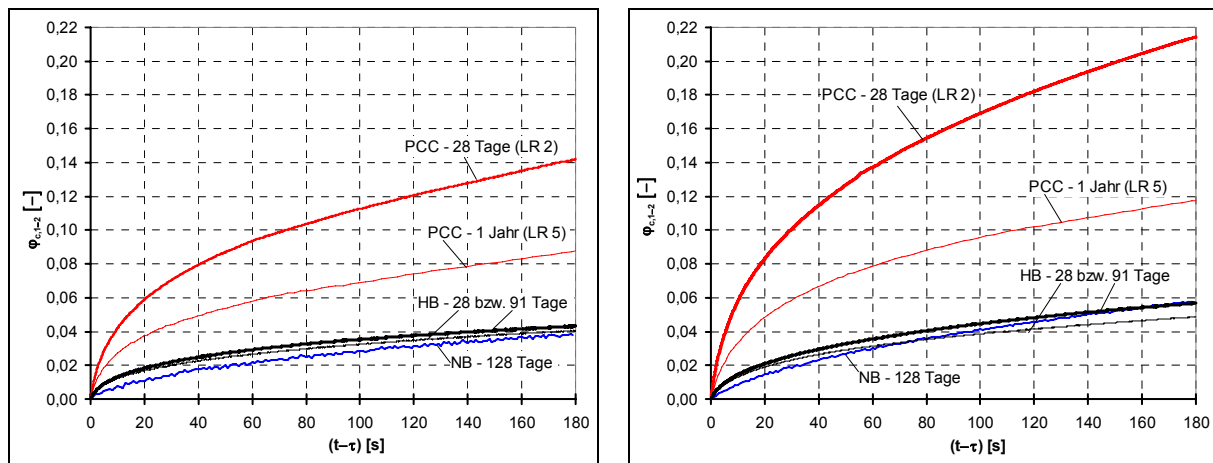 0,22
0,20
0,18
0,16
0,14
0,12
0,10
0,08
0,06
0,04
0,02
0,00
φc,1–2 [–]
PCC - 28 Tage (LR 2)
PCC - 1 Jahr (LR 5)
HB - 28 bzw. 91 Tage
NB - 128 Tage
0 20 40 60 80 100 120 140 160 180
(t–τ) [s]
0,22
0,20
0,18
0,16
0,14
0,12
0,10
0,08
0,06
0,04
0,02
0,00
φc,1–2 [–]
PCC - 28 Tage (LR 2)
PCC - 1 Jahr (LR 5)
HB - 28 bzw. 91 Tage
NB - 128 Tage
0 20 40 60 80 100 120 140 160 180
(t–τ) [s]